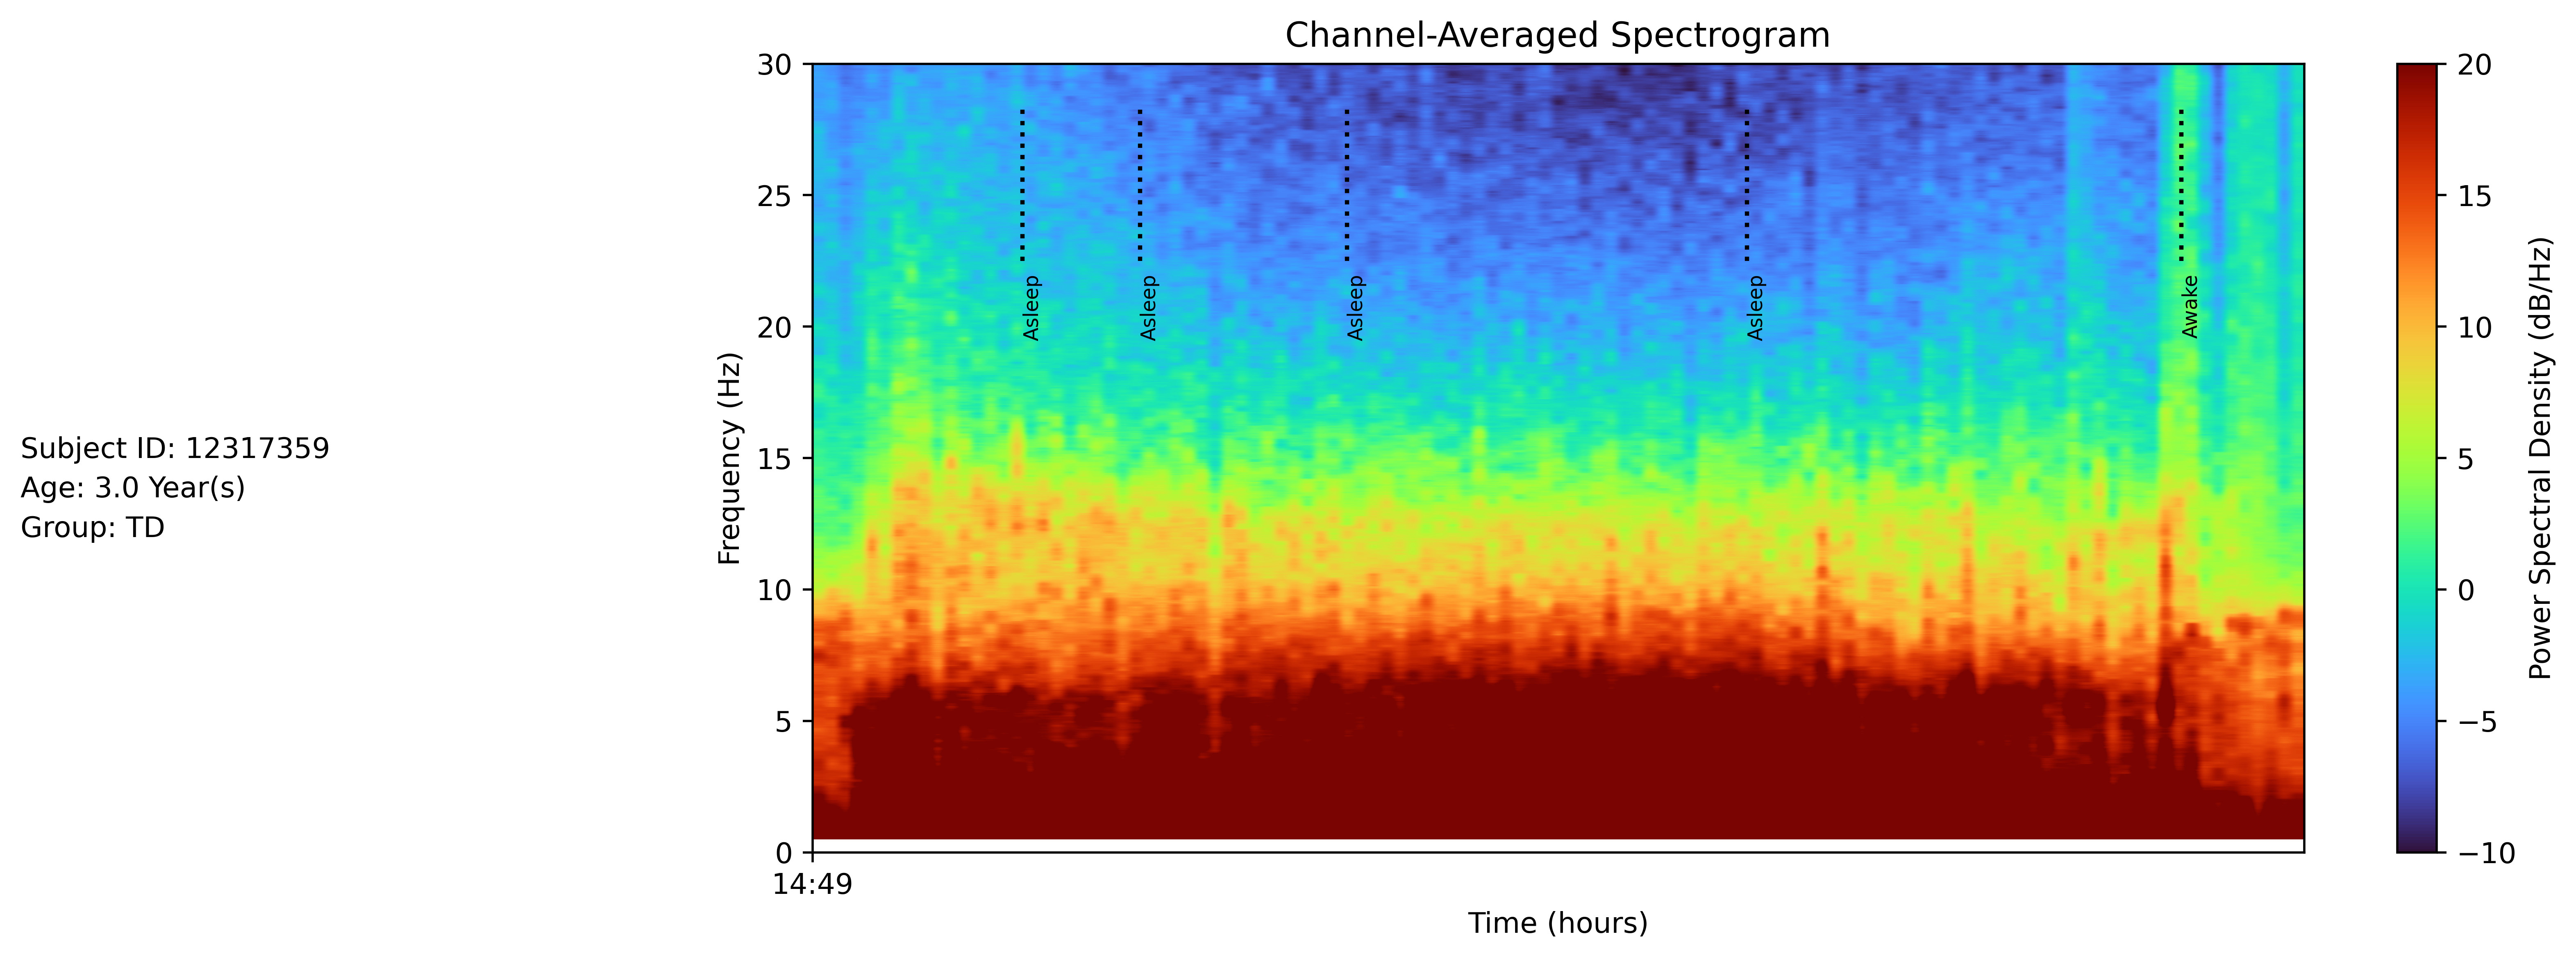 Channel-Averaged Spectrogram
Subject ID: 12317359
Age: 3.0 Year(s)
Group: TD
Frequency (Hz)
30
25
20
15
10
5
0
Asleep
Asleep
Asleep
Asleep
Awake
14:49
Time (hours)
20
15
10
5
0
−5
−10
Power Spectral Density (dB/Hz)